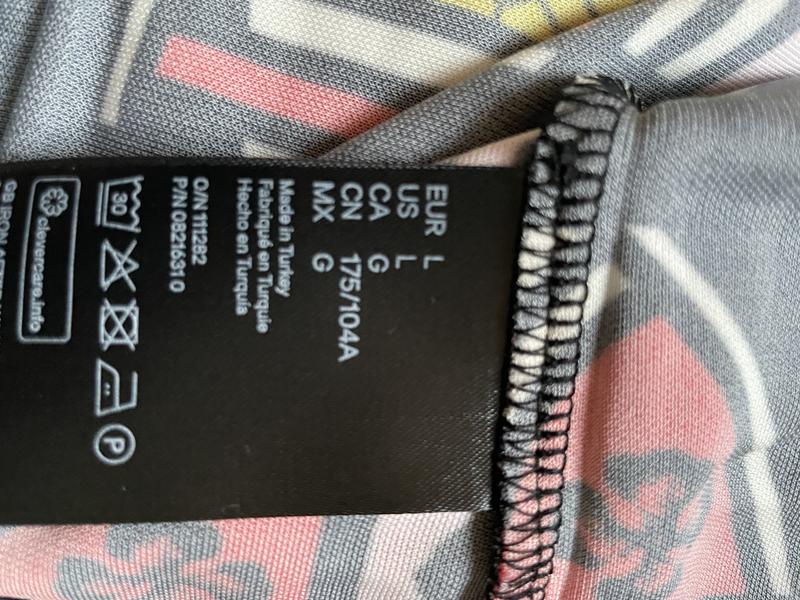 EUR L
US L
CA G
CN 175/104A
MX G
Made in Turkey
Fabriqué en Turquie
Hecho en Turquía
O/N 111282
P/N 08266310
30
P
clevercare.info